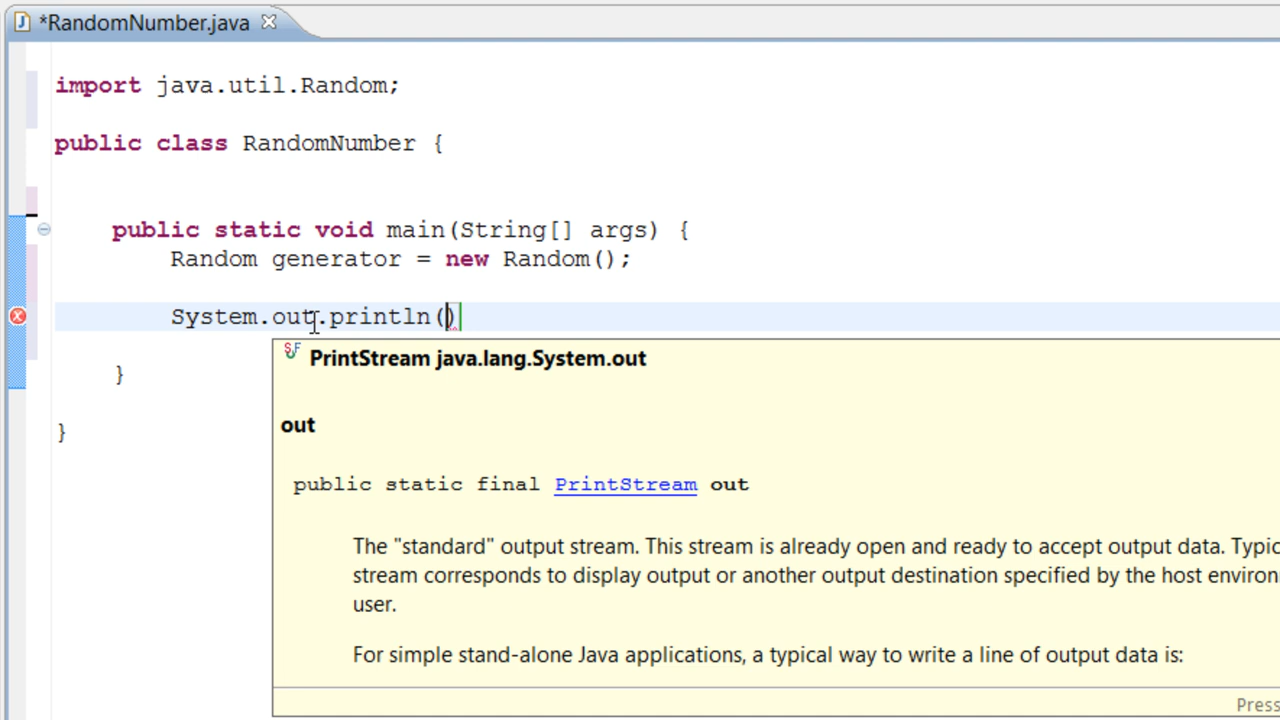 *RandomNumber.java
import java.util.Random;
public class RandomNumber {
public static void main(String[] args) {
Random generator = new Random();
System.out.println()
PrintStream java.lang.System.out
}
out
}
public static final PrintStream out
The "standard" output stream. This stream is already open and ready to accept output data. Typic
stream corresponds to display output or another output destination specified by the host environ
user.
For simple stand-alone Java applications, a typical way to write a line of output data is:
Press